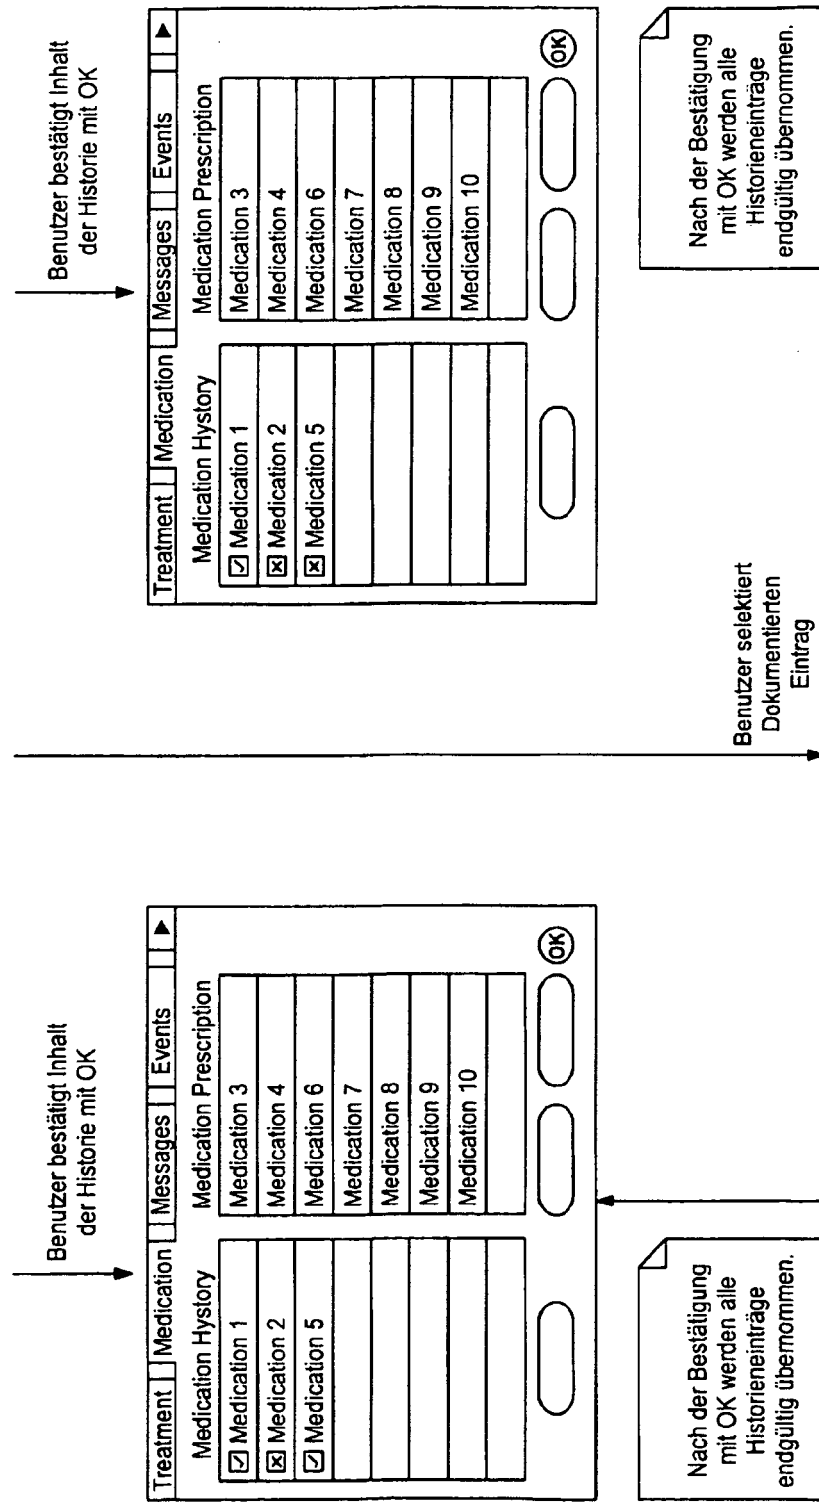 Benutzer bestätigt Inhalt
der Historie mit OK
Treatment
Medication
Messages
Events
Medication Hystory
Medication Prescription
Medication 1
Medication 2
Medication 5
Medication 3
Medication 4
Medication 6
Medication 7
Medication 8
Medication 9
Medication 10
OK
Nach der Bestätigung
mit OK werden alle
Historieneinträge
endgültig übernommen.
Benutzer selektiert
Dokumentierten
Eintrag
Benutzer bestätigt Inhalt
der Historie mit OK
Treatment
Medication
Messages
Events
Medication Hystory
Medication Prescription
Medication 1
Medication 2
Medication 5
Medication 3
Medication 4
Medication 6
Medication 7
Medication 8
Medication 9
Medication 10
OK
Nach der Bestätigung
mit OK werden alle
Historieneinträge
endgültig übernommen.